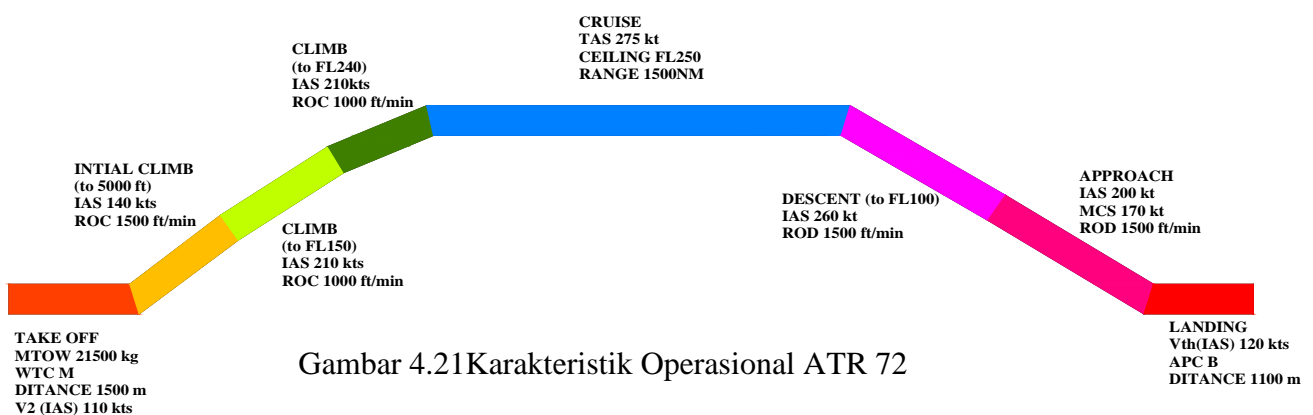 CRUISE
TAS 275 kt
CEILING FL250
RANGE 1500NM
CLIMB
(to FL240)
IAS 210kts
ROC 1000 ft/min
INTIAL CLIMB
(to 5000 ft)
IAS 140 kts
ROC 1500 ft/min
CLIMB
(to FL150)
IAS 210 kts
ROC 1000 ft/min
DESCENT (to FL100)
IAS 260 kt
ROD 1500 ft/min
APPROACH
IAS 200 kt
MCS 170 kt
ROD 1500 ft/min
TAKE OFF
MTOW 21500 kg
WTC M
DITANCE 1500 m
V2 (IAS) 110 kts
LANDING
Vth(IAS) 120 kts
APC B
DITANCE 1100 m
Gambar 4.21Karakteristik Operasional ATR 72